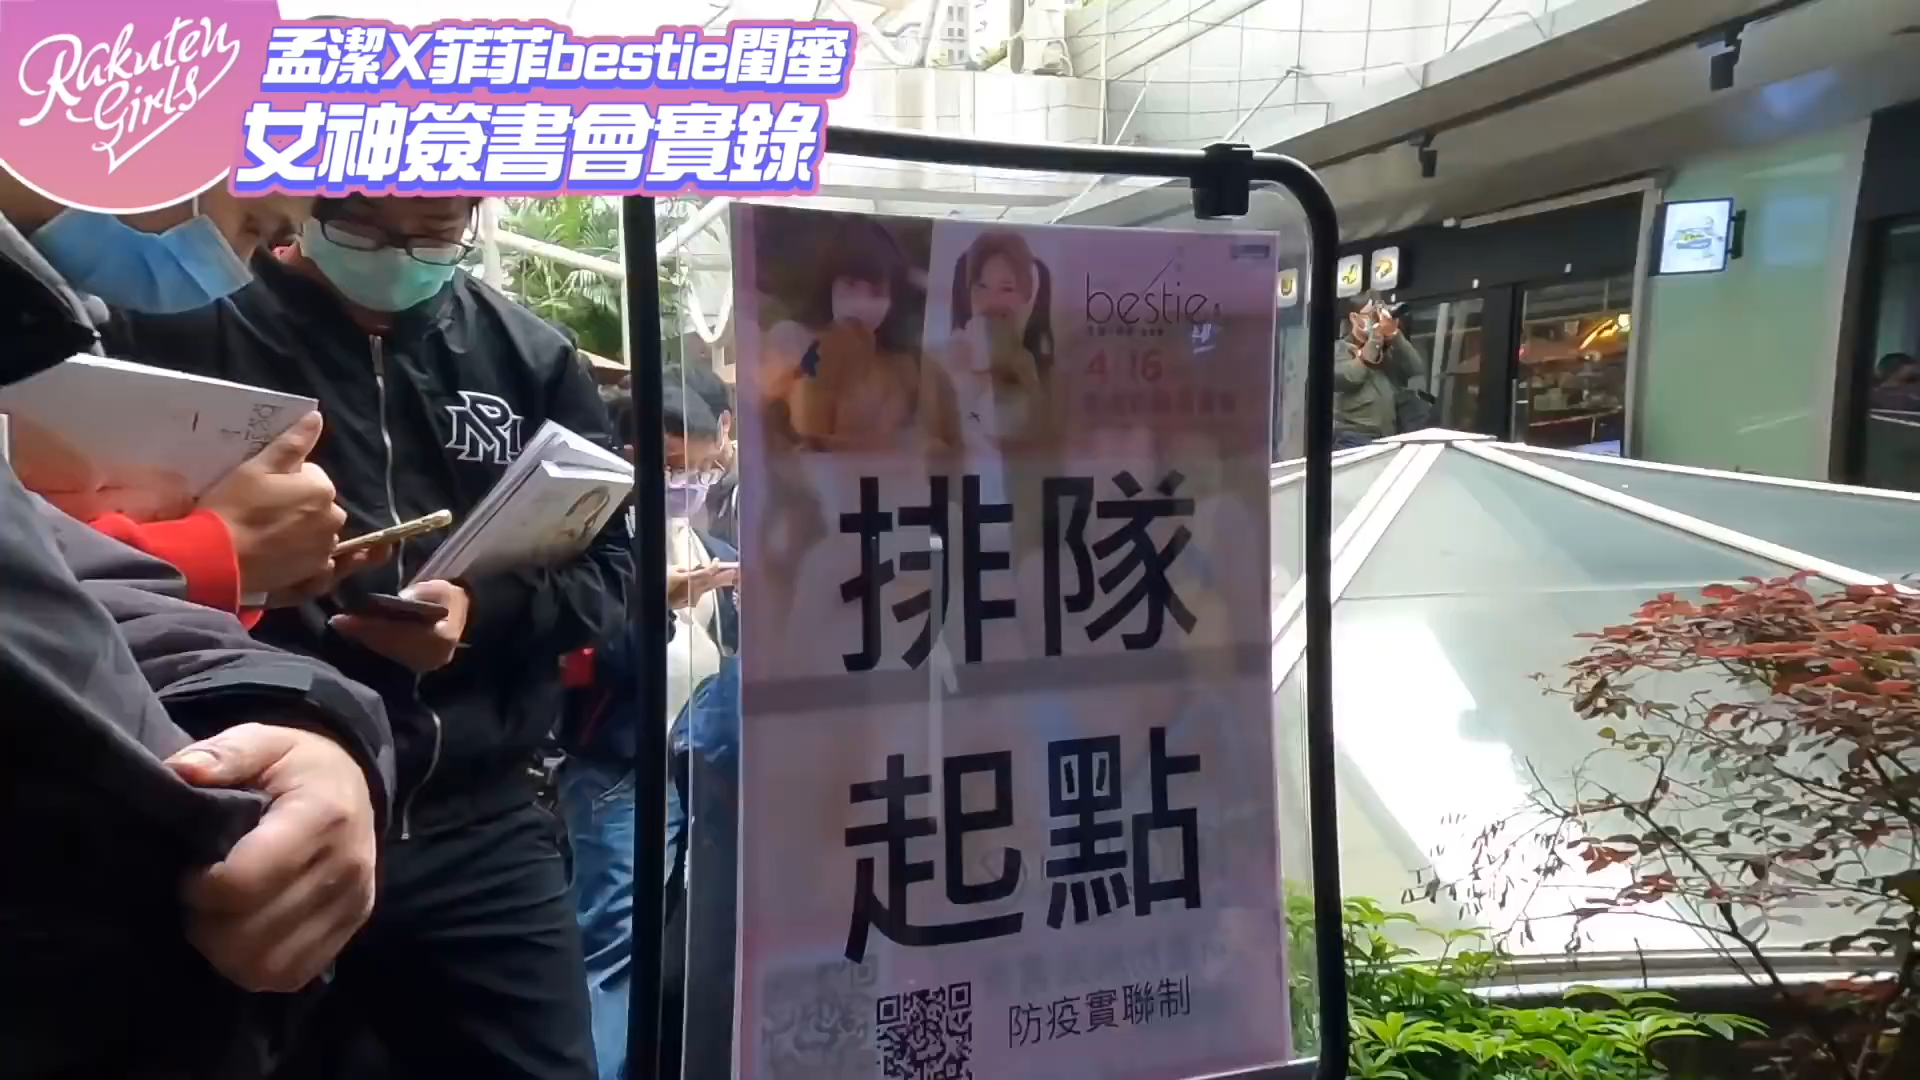 Rakuten
Girls
孟潔X菲菲bestie閨蜜
女神簽書會實錄
bestie
4 16
排隊
起點
防疫實聯制